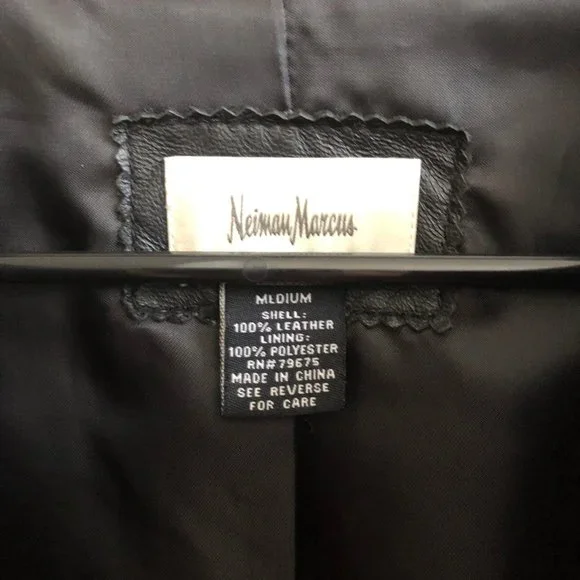 Neiman Marcus
MEDIUM
SHELL:
100% LEATHER
LINING:
100% POLYESTER
RN#79675
MADE IN CHINA
SEE REVERSE
FOR CARE